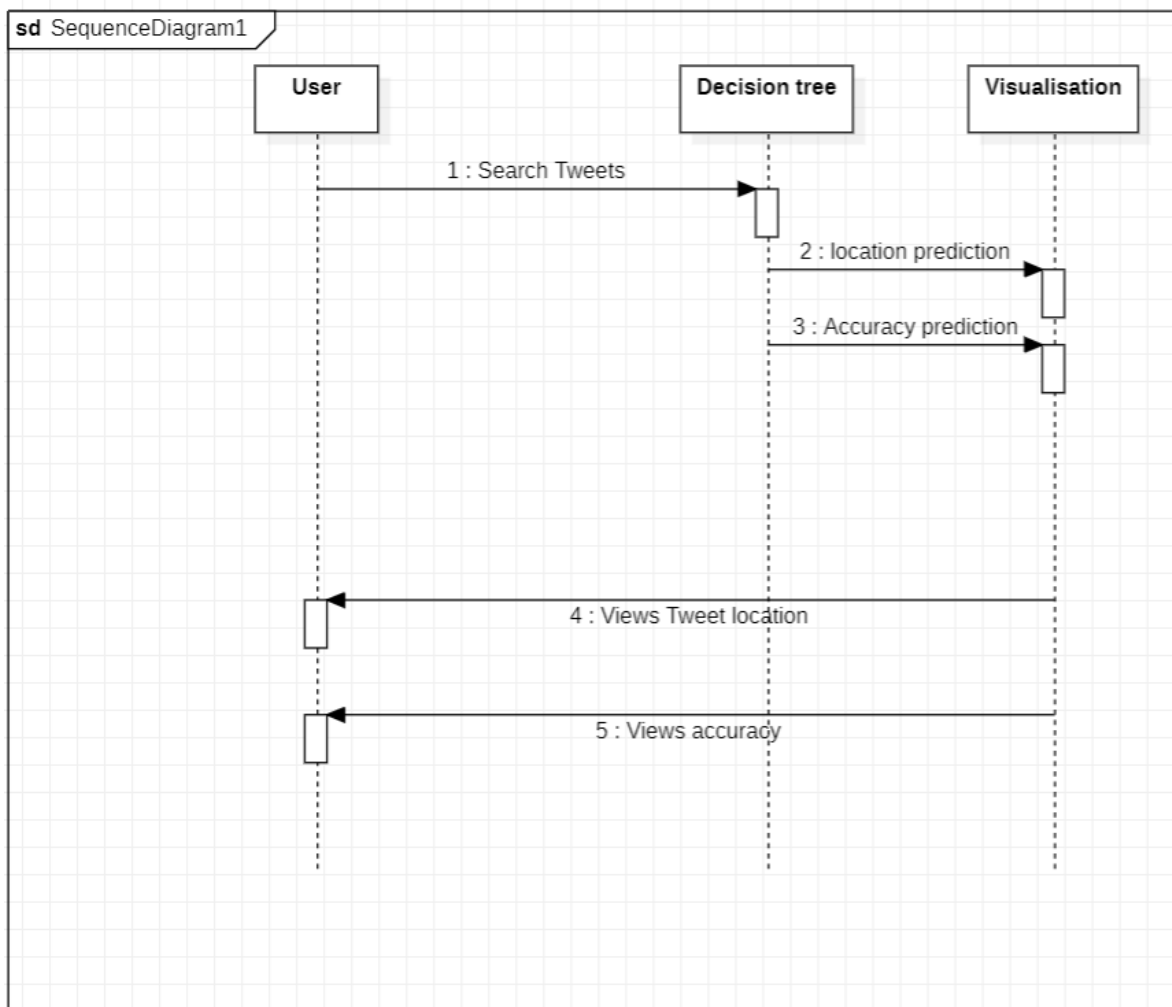 sd SequenceDiagram1
User
Decision tree
Visualisation
1 : Search Tweets
2 : location prediction
3 : Accuracy prediction
4 : Views Tweet location
5 : Views accuracy